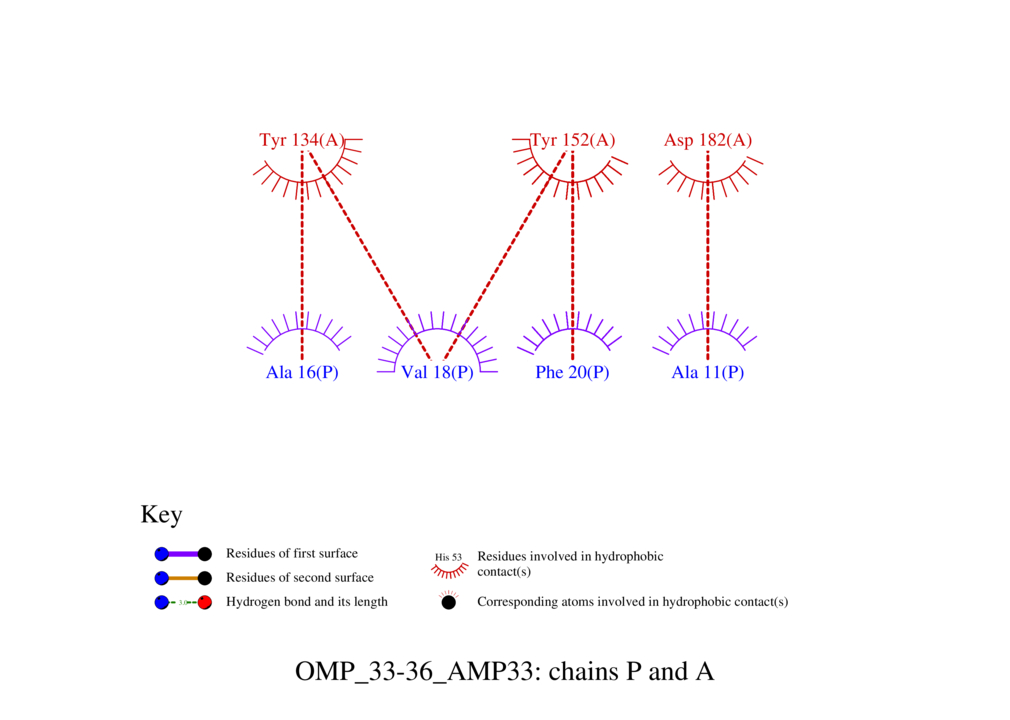 Tyr 134(A) Tyr 152(A) Asp 182(A)
Ala 16(P) Val 18(P) Phe 20(P) Ala 11(P)
Key
Residues of first surface
Residues of second surface
3.0
Hydrogen bond and its length
His 53
Residues involved in hydrophobic
contact(s)
Corresponding atoms involved in hydrophobic contact(s)
OMP_33-36_AMP33: chains P and A